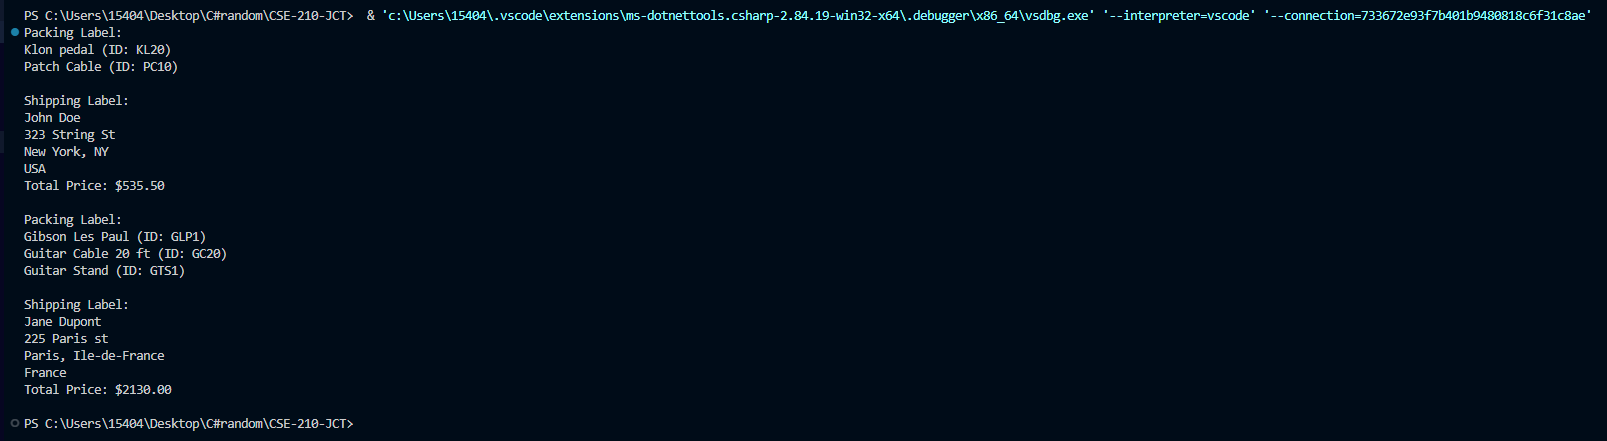 PS C:\Users\15404\Desktop\C#random\CSE-210-JCT>  & 'c:\Users\15404\.vscode\extensions\ms-dotnettools.csharp-2.84.19-win32-x64\.debugger\x86_64\vsdbg.exe' '--interpreter=vscode' '--connection=733672e93f7b401b9480818c6f31c8ae'
Packing Label:
Klon pedal (ID: KL20)
Patch Cable (ID: PC10)

Shipping Label:
John Doe
323 String St
New York, NY
USA
Total Price: $535.50

Packing Label:
Gibson Les Paul (ID: GLP1)
Guitar Cable 20 ft (ID: GC20)
Guitar Stand (ID: GTS1)

Shipping Label:
Jane Dupont
225 Paris st
Paris, Ile-de-France
France
Total Price: $2130.00

PS C:\Users\15404\Desktop\C#random\CSE-210-JCT>